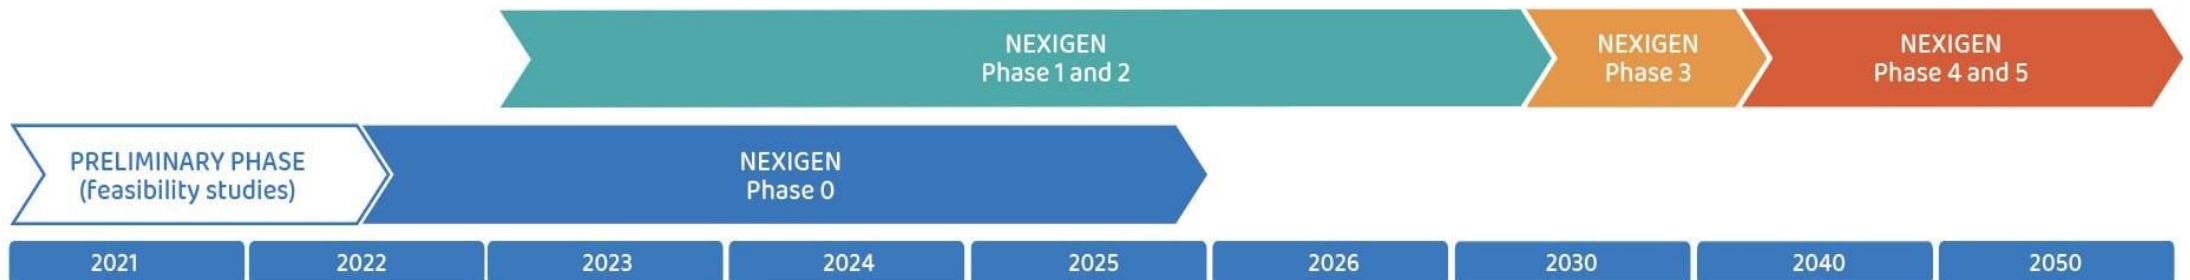 NEXIGEN
Phase 1 and 2
NEXIGEN
Phase 3
NEXIGEN
Phase 4 and 5
PRELIMINARY PHASE
(feasibility studies)
NEXIGEN
Phase 0
2021
2022
2023
2024
2025
2026
2030
2040
2050